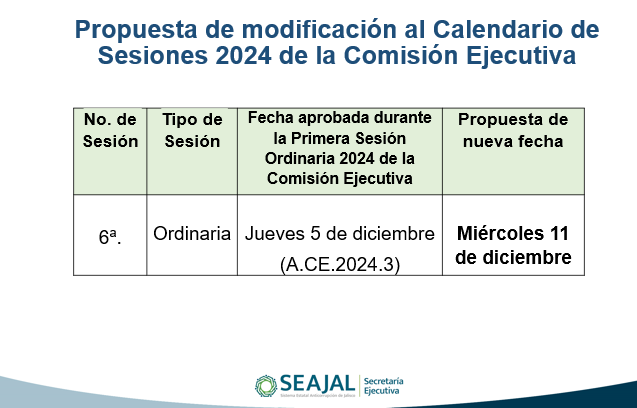 Propuesta de modificación al Calendario de
Sesiones 2024 de la Comisión Ejecutiva
No. de
Sesión
Tipo de
Sesión
Fecha aprobada durante
la Primera Sesión
Ordinaria 2024 de la
Comisión Ejecutiva
Propuesta de
nueva fecha
6ª.
Ordinaria
Jueves 5 de diciembre
(A.CE.2024.3)
Miércoles 11
de diciembre
SEAJAL
Sistema Estatal Anticorrupción de Jalisco
Secretaría
Ejecutiva